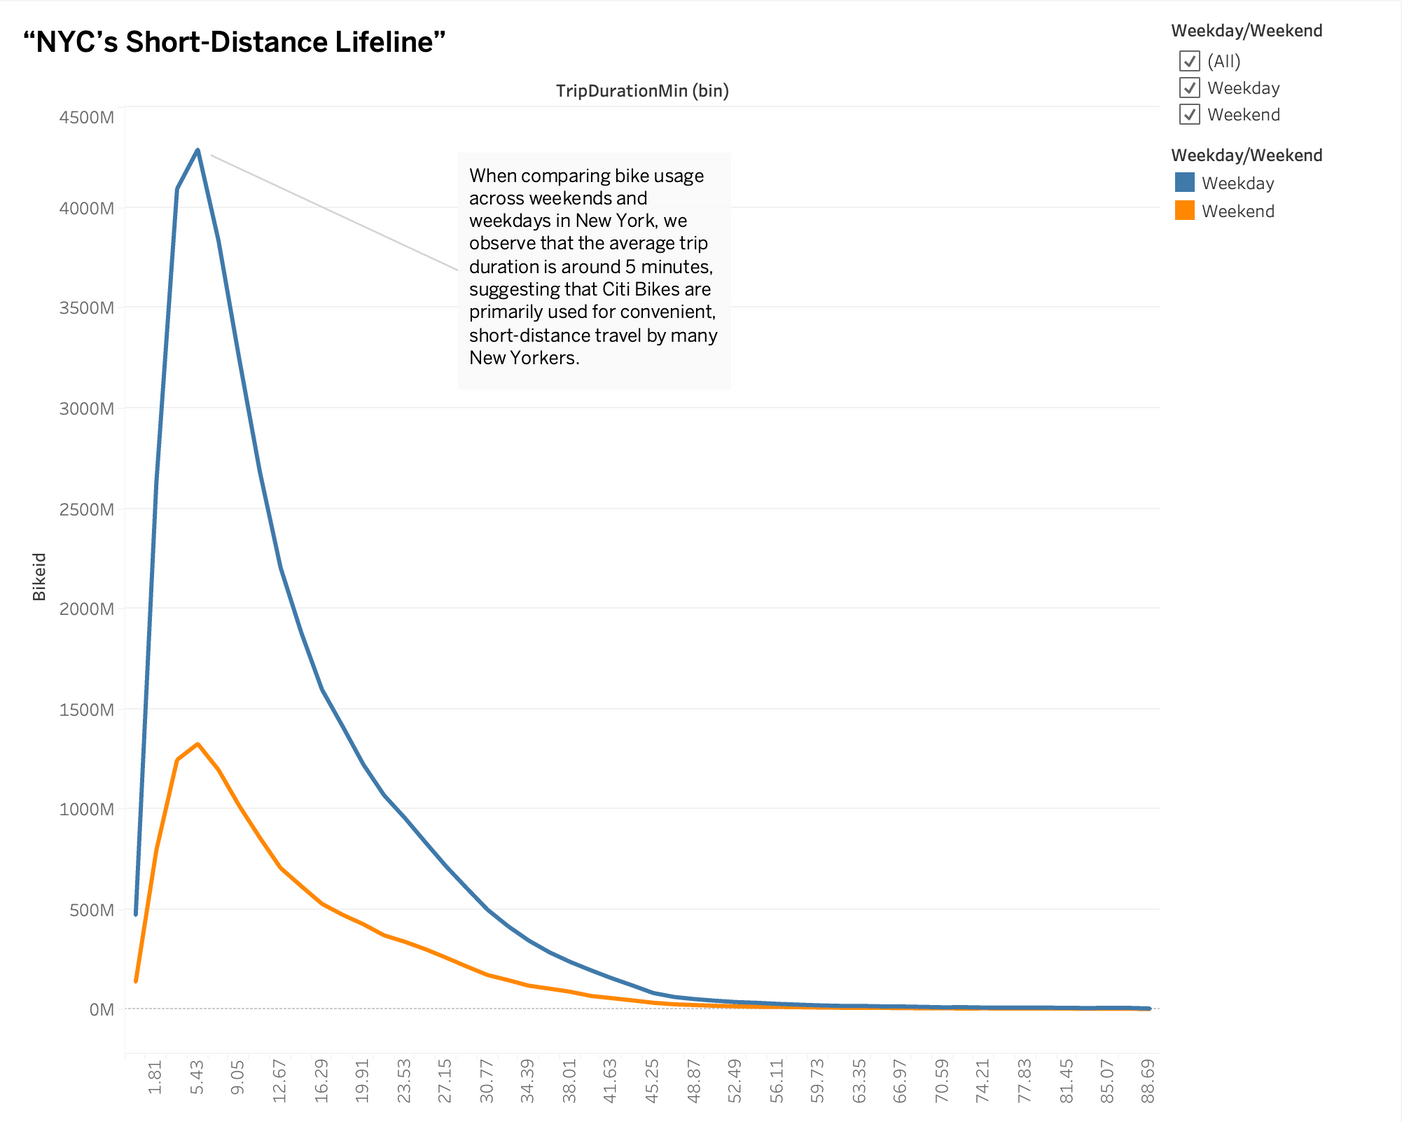 “NYC’s Short-Distance Lifeline”
TripDurationMin (bin)
4500M
4000M
3500M
3000M
2500M
2000M
1500M
1000M
500M
0M
Bikeid
When comparing bike usage
across weekends and
weekdays in New York, we
observe that the average trip
duration is around 5 minutes,
suggesting that Citi Bikes are
primarily used for convenient,
short-distance travel by many
New Yorkers.
1.81
5.43
9.05
12.67
16.29
19.91
23.53
27.15
30.77
34.39
38.01
41.63
45.25
48.87
52.49
56.11
59.73
63.35
66.97
70.59
74.21
77.83
81.45
85.07
88.69
Weekday/Weekend
(All)
Weekday
Weekend
Weekday/Weekend
Weekday
Weekend